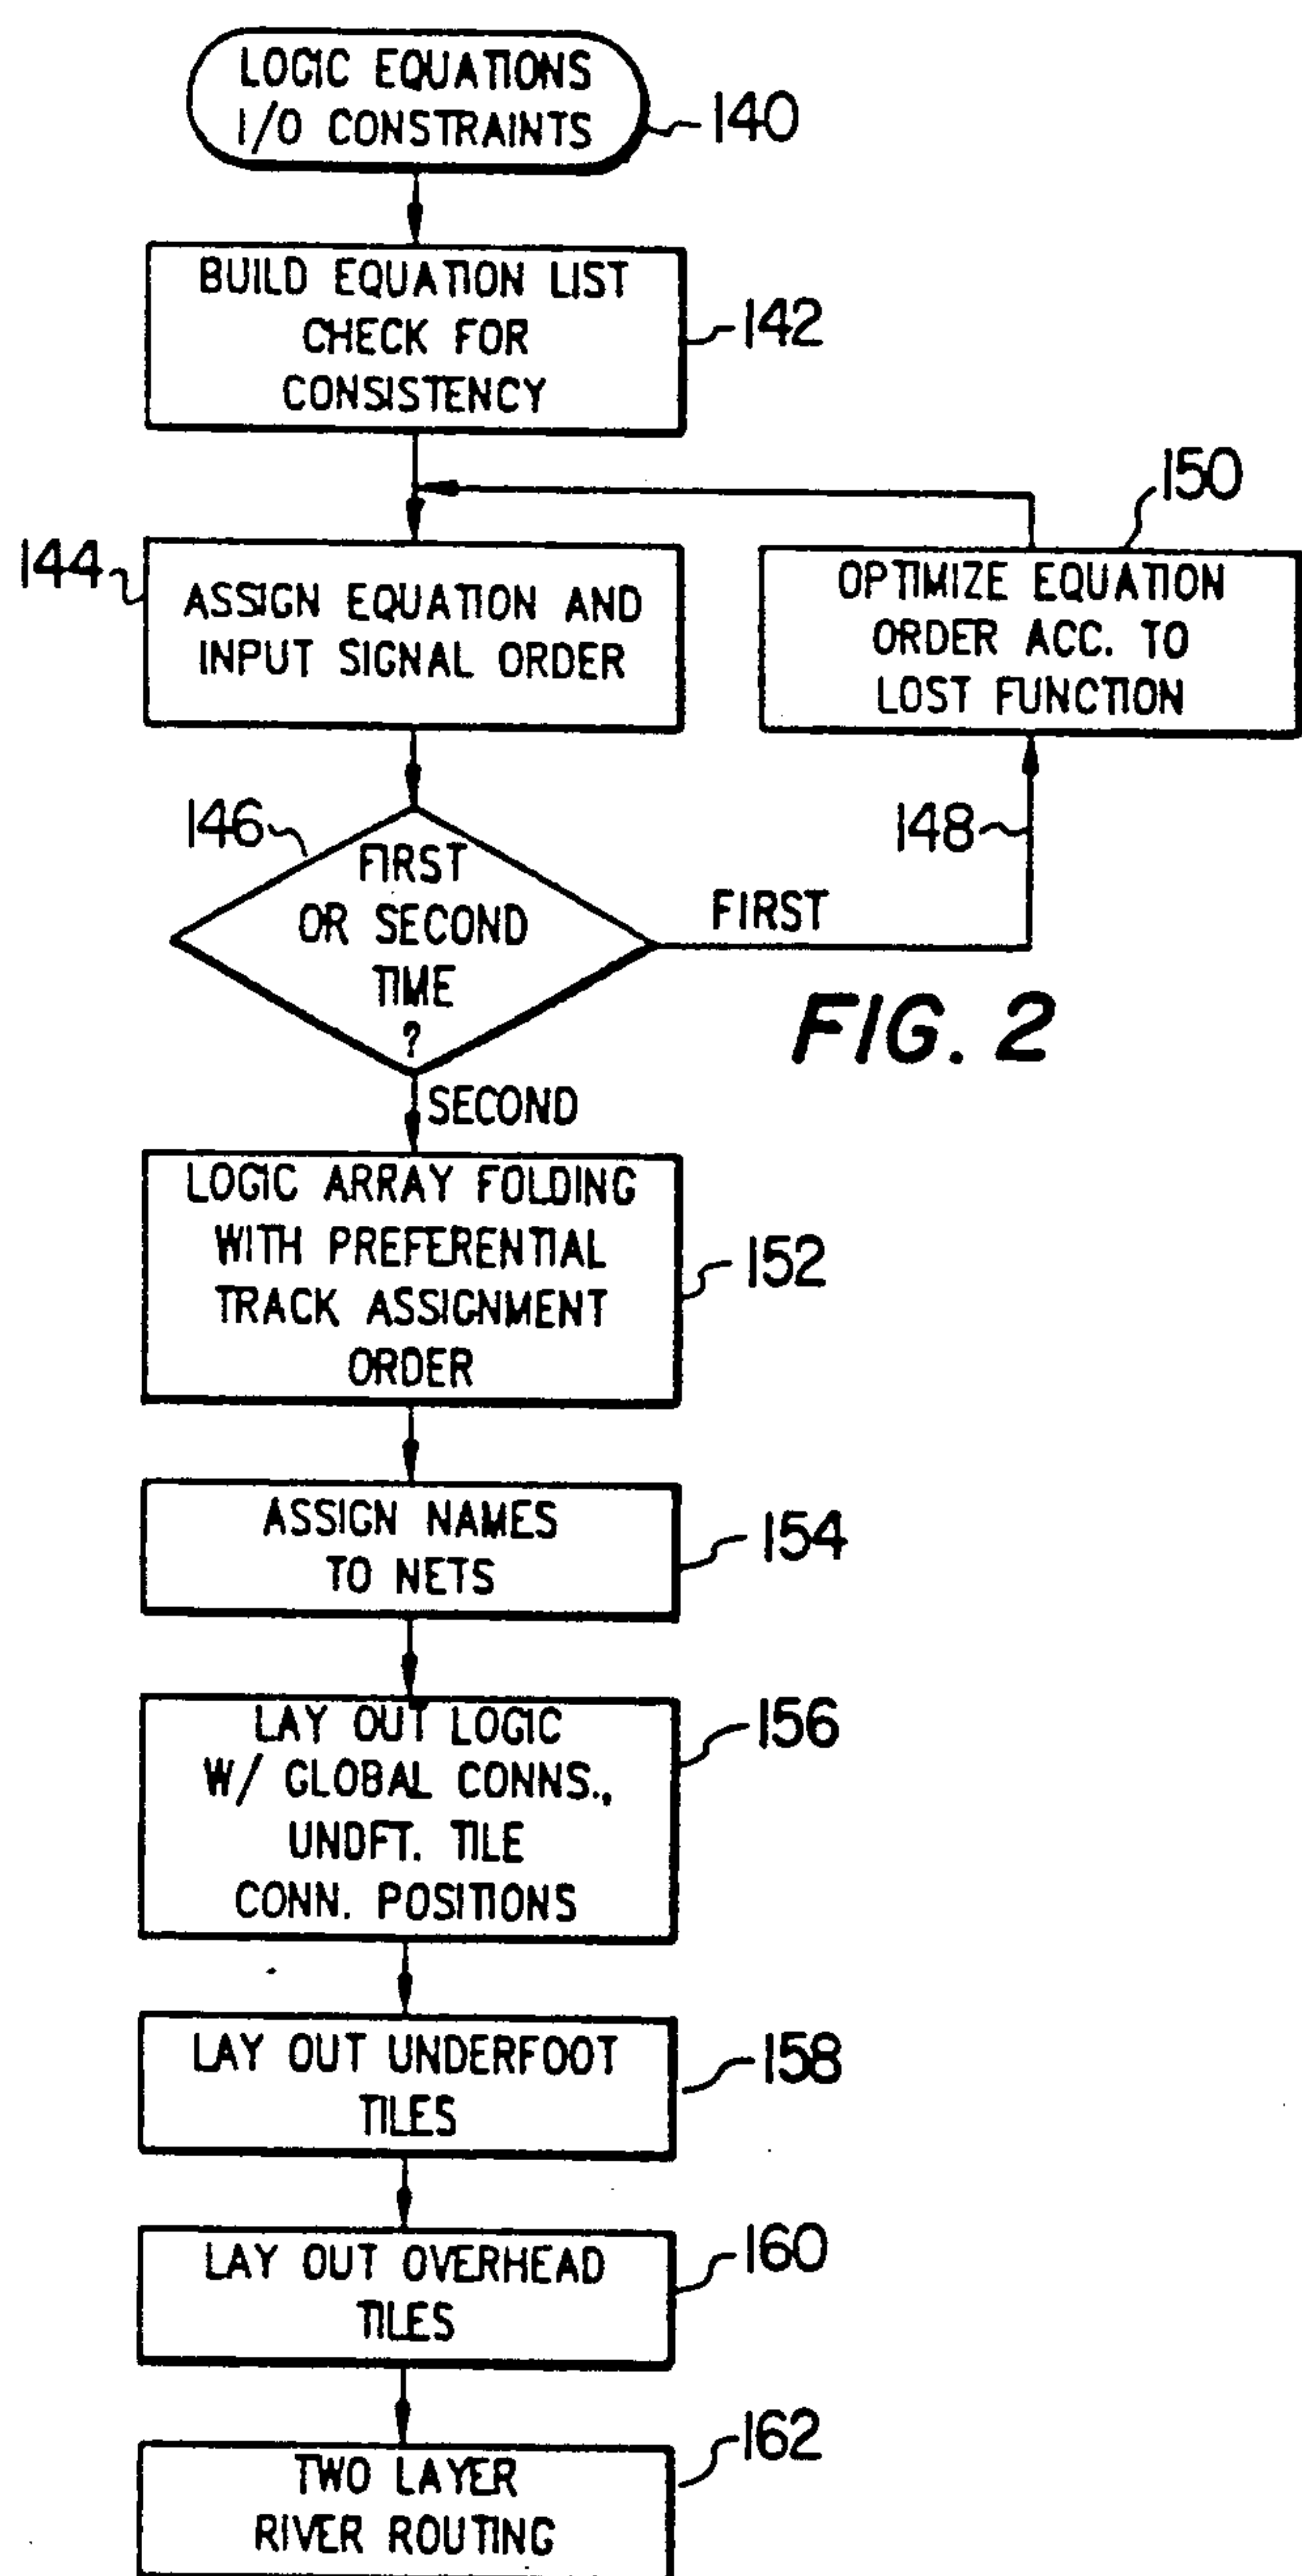 LOGIC EQUATIONS
I/O CONSTRAINTS
140
BUILD EQUATION LIST
CHECK FOR
CONSISTENCY
142
150
144
ASSIGN EQUATION AND
INPUT SIGNAL ORDER
OPTIMIZE EQUATION
ORDER ACC. TO
LOST FUNCTION
146
FIRST
OR SECOND
TIME
?
FIRST
148
FIG. 2
SECOND
LOGIC ARRAY FOLDING
WITH PREFERENTIAL
TRACK ASSIGNMENT
ORDER
152
ASSIGN NAMES
TO NETS
154
LAY OUT LOGIC
W/ GLOBAL CONNS.,
UNDFT. TILE
CONN. POSITIONS
156
LAY OUT UNDERFOOT
TILES
158
LAY OUT OVERHEAD
TILES
160
TWO LAYER
RIVER ROUTING
162